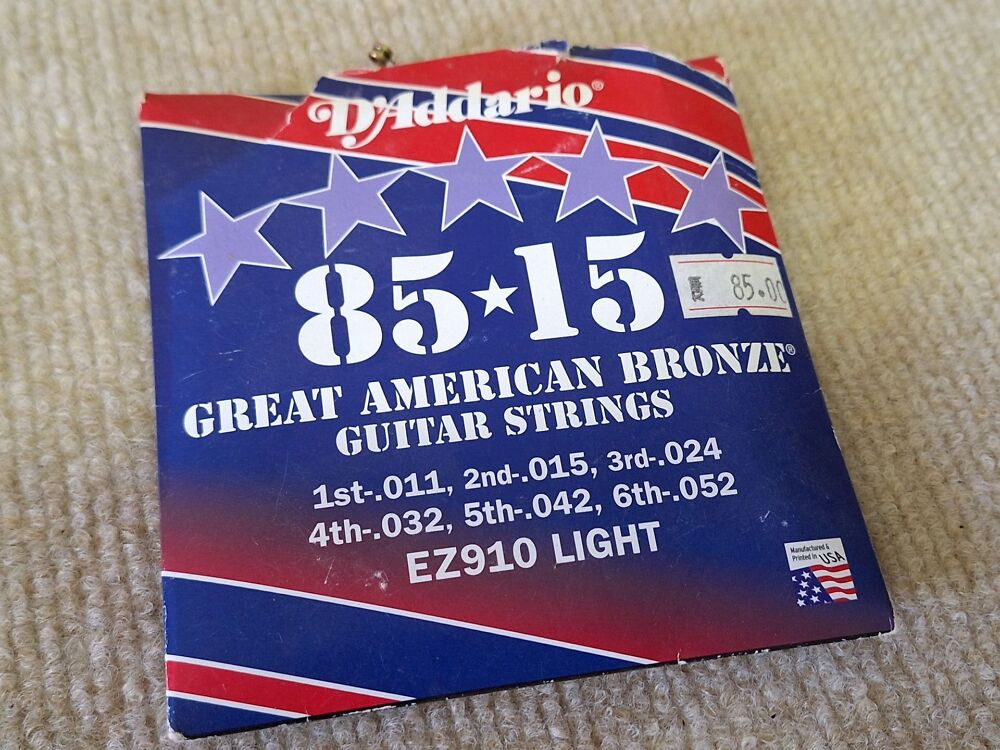 D'Addario®
85★15
85.00
GREAT AMERICAN BRONZE®
GUITAR STRINGS
1st-.011, 2nd-.015, 3rd-.024
4th-.032, 5th-.042, 6th-.052
EZ910 LIGHT
Manufactured &
Printed in USA